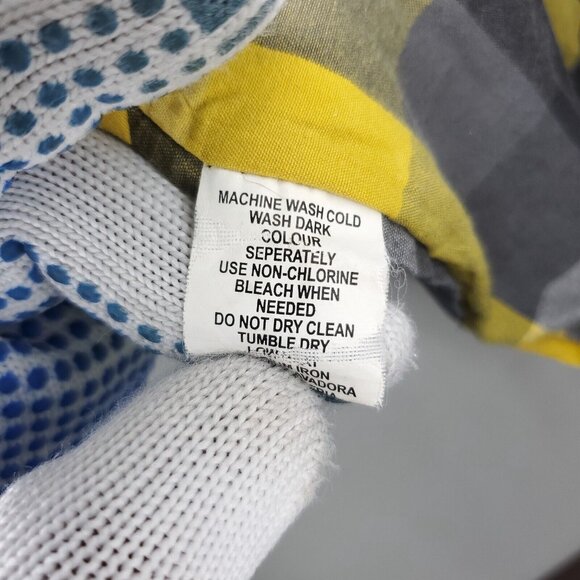 MACHINE WASH COLD
WASH DARK
COLOUR
SEPERATELY
USE NON-CHLORINE
BLEACH WHEN
NEEDED
DO NOT DRY CLEAN
TUMBLE DRY
IRON